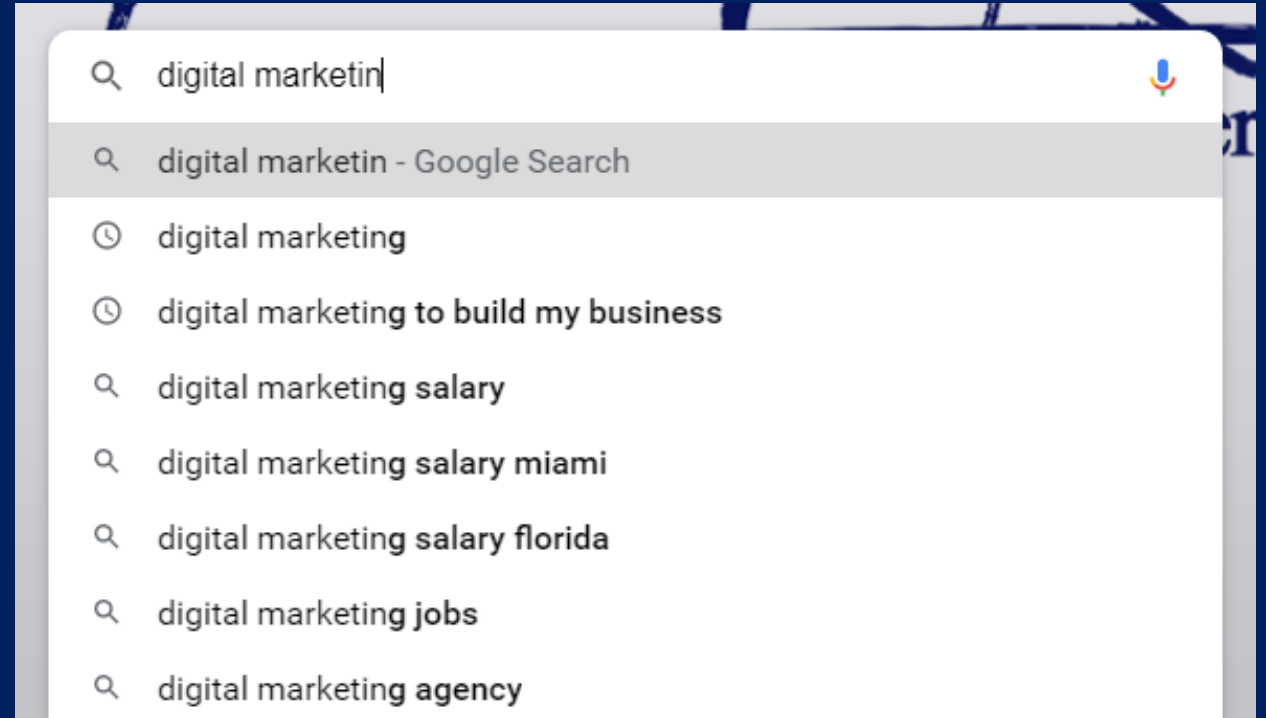 digital marketin
digital marketin - Google Search
digital marketing
digital marketing to build my business
digital marketing salary
digital marketing salary miami
digital marketing salary florida
digital marketing jobs
digital marketing agency